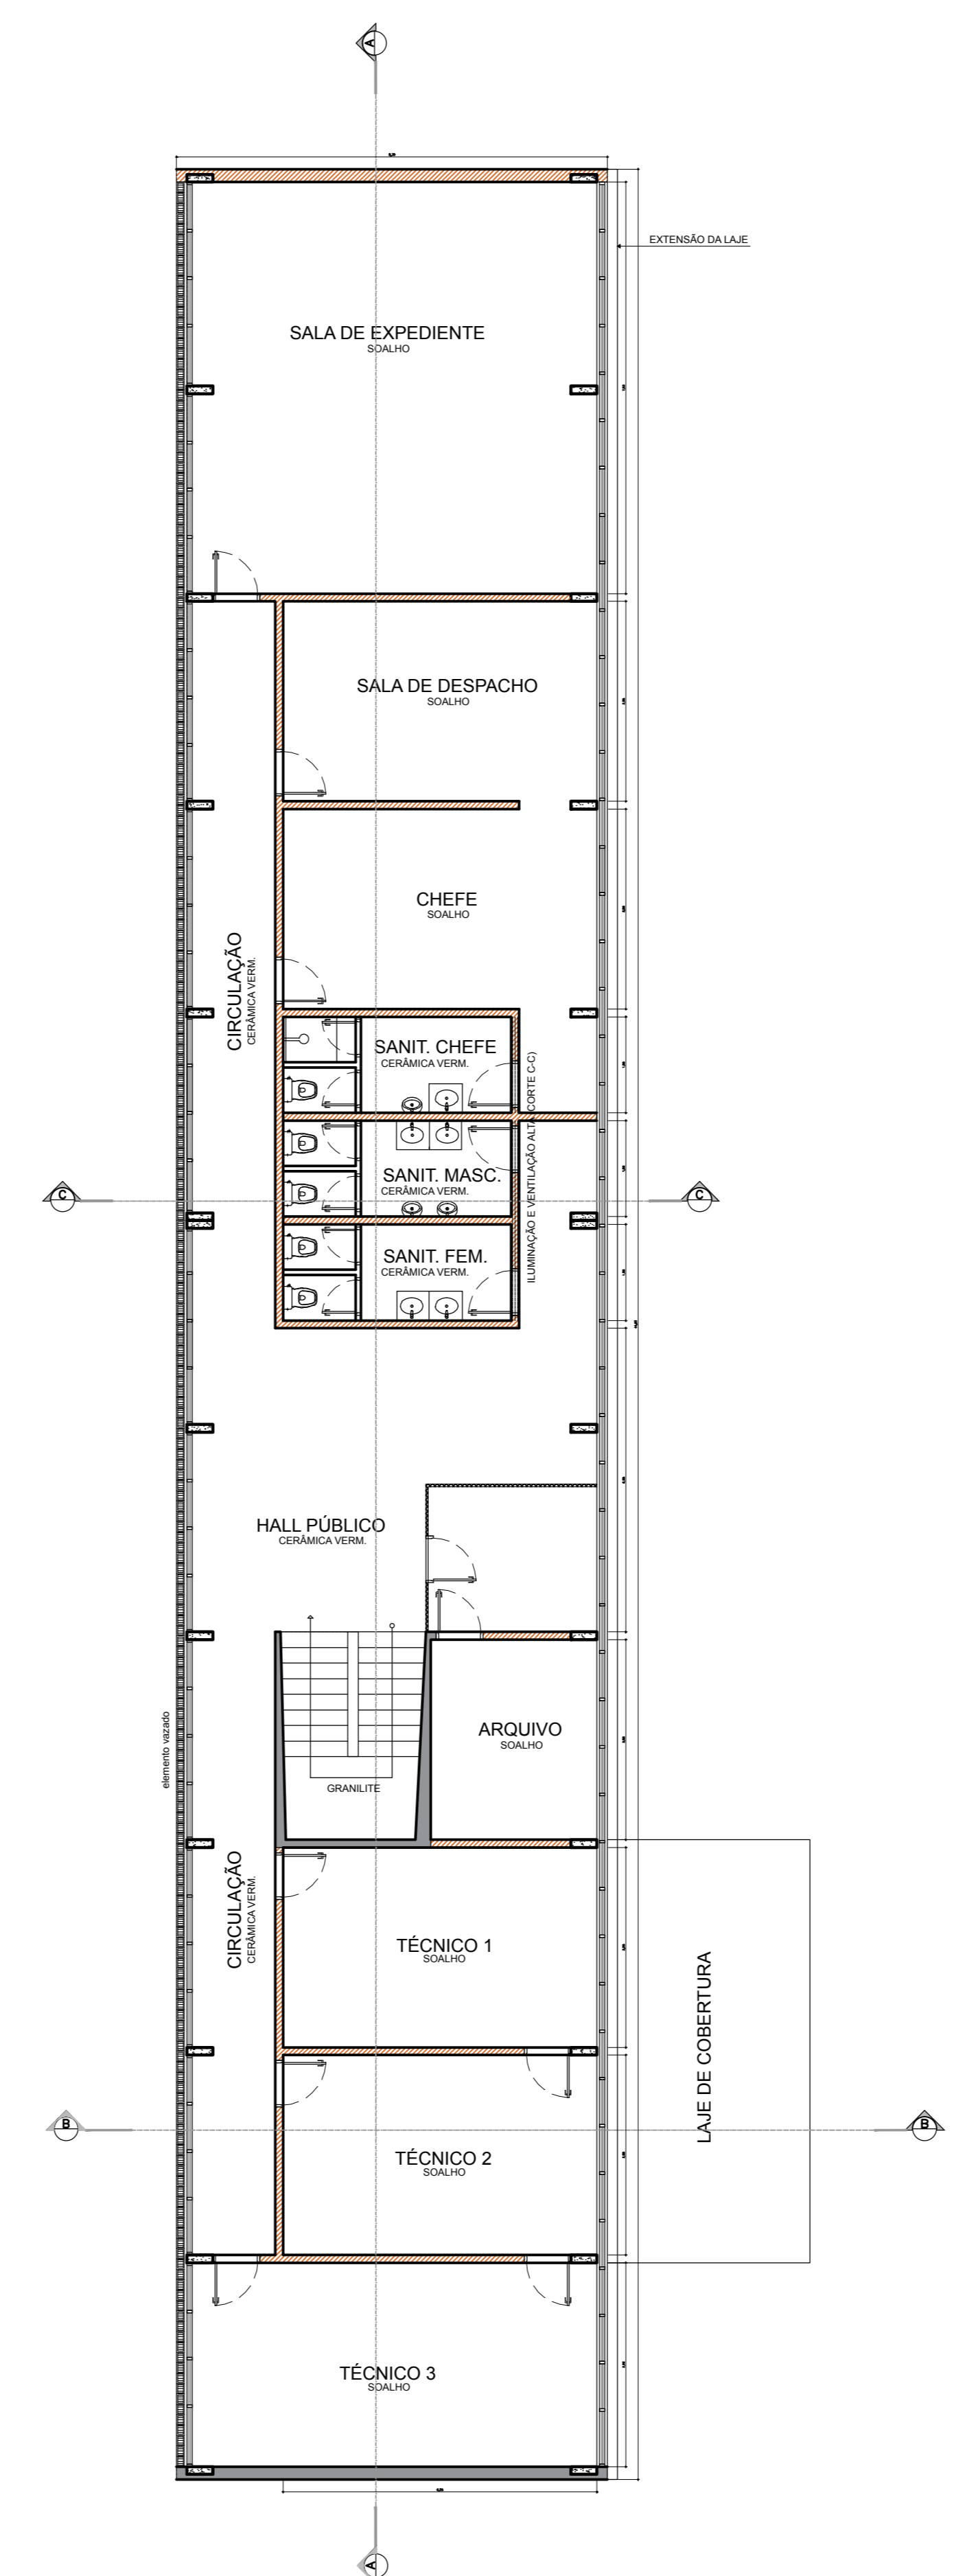 A
EXTENSÃO DA LAJE
SALA DE EXPEDIENTE
SOALHO
SALA DE DESPACHO
SOALHO
CHEFE
SOALHO
CIRCULAÇÃO
CERÂMICA VERM.
SANIT. CHEFE
CERÂMICA VERM.
ILUMINAÇÃO E VENTILAÇÃO ALTA (CORTE C-C)
SANIT. MASC.
CERÂMICA VERM.
C
C
SANIT. FEM.
CERÂMICA VERM.
HALL PÚBLICO
CERÂMICA VERM.
elemento vazado
ARQUIVO
SOALHO
GRANILITE
CIRCULAÇÃO
CERÂMICA VERM.
TÉCNICO 1
SOALHO
LAJE DE COBERTURA
B
B
TÉCNICO 2
SOALHO
TÉCNICO 3
SOALHO
A